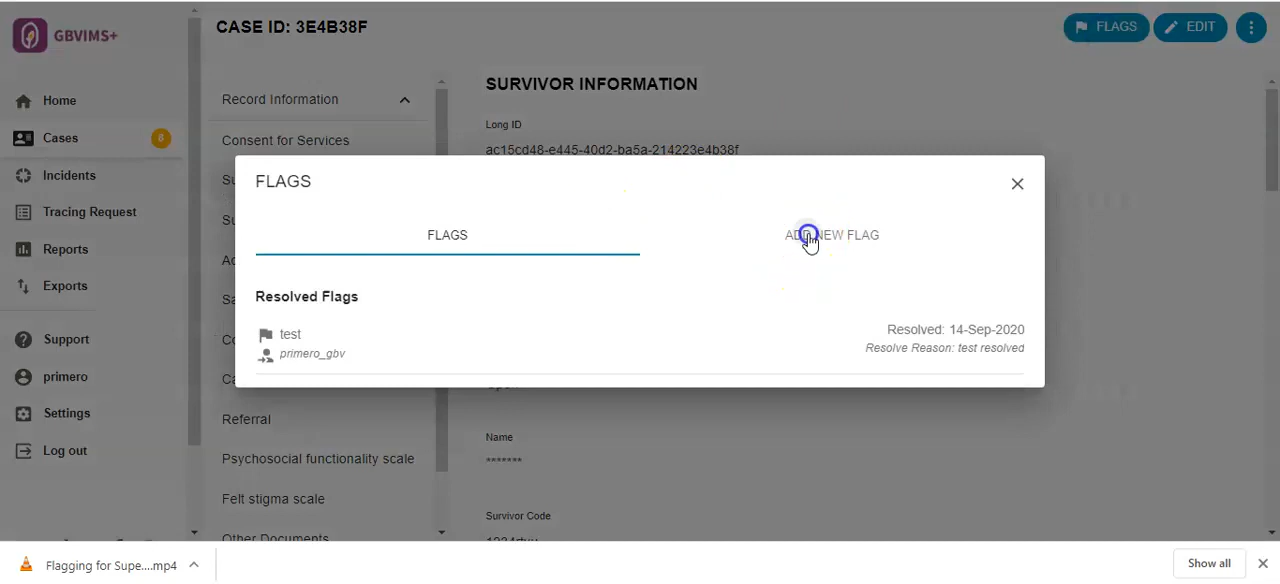 GBVIMS+
Home
Cases
8
Incidents
Tracing Request
Reports
Exports
Support
primero
Settings
Log out
CASE ID: 3E4B38F
FLAGS
EDIT
Record Information
Consent for Services
Referral
Psychosocial functionality scale
Felt stigma scale
Other Documents
SURVIVOR INFORMATION
Long ID
ac15cd48-e445-40d2-ba5a-214223e4b38f
Name
*******
Survivor Code
FLAGS
FLAGS
ADD NEW FLAG
Resolved Flags
test
primero_gbv
Resolved: 14-Sep-2020
Resolve Reason: test resolved
Flagging for Supe....mp4
Show all